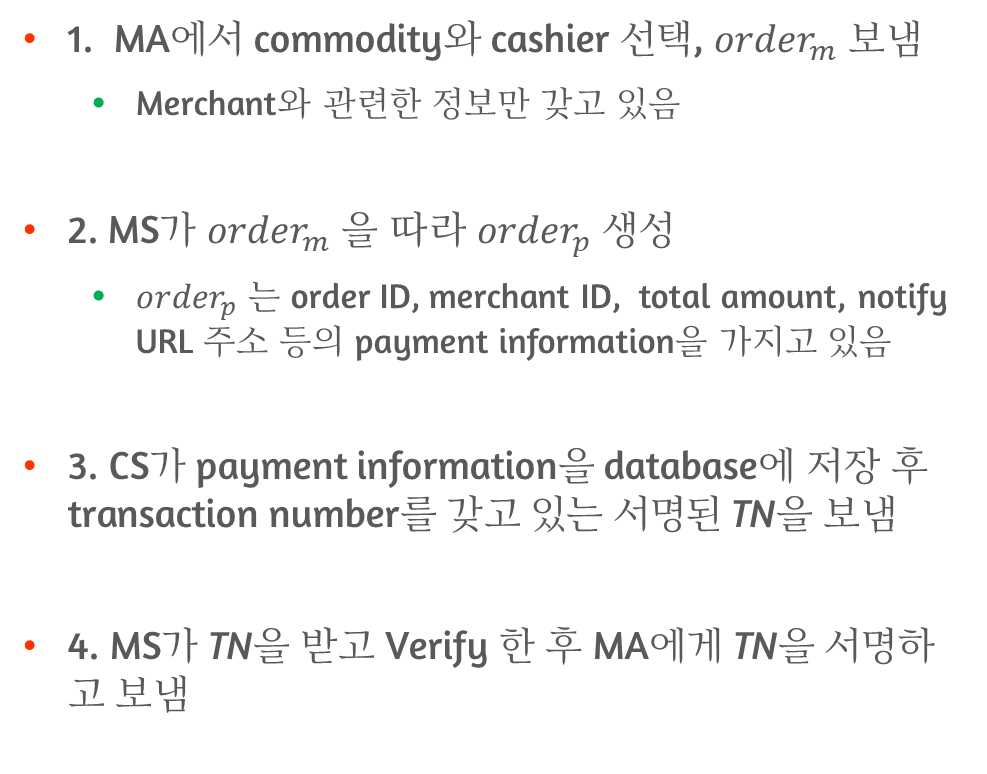 • 1. MA에서 commodity와 cashier 선택, order_m 보냄
• Merchant와 관련한 정보만 갖고 있음
• 2. MS가 order_m 을 따라 order_p 생성
• order_p 는 order ID, merchant ID, total amount, notify
URL 주소 등의 payment information을 가지고 있음
• 3. CS가 payment information을 database에 저장 후
transaction number를 갖고 있는 서명된 TN을 보냄
• 4. MS가 TN을 받고 Verify 한 후 MA에게 TN을 서명하
고 보냄